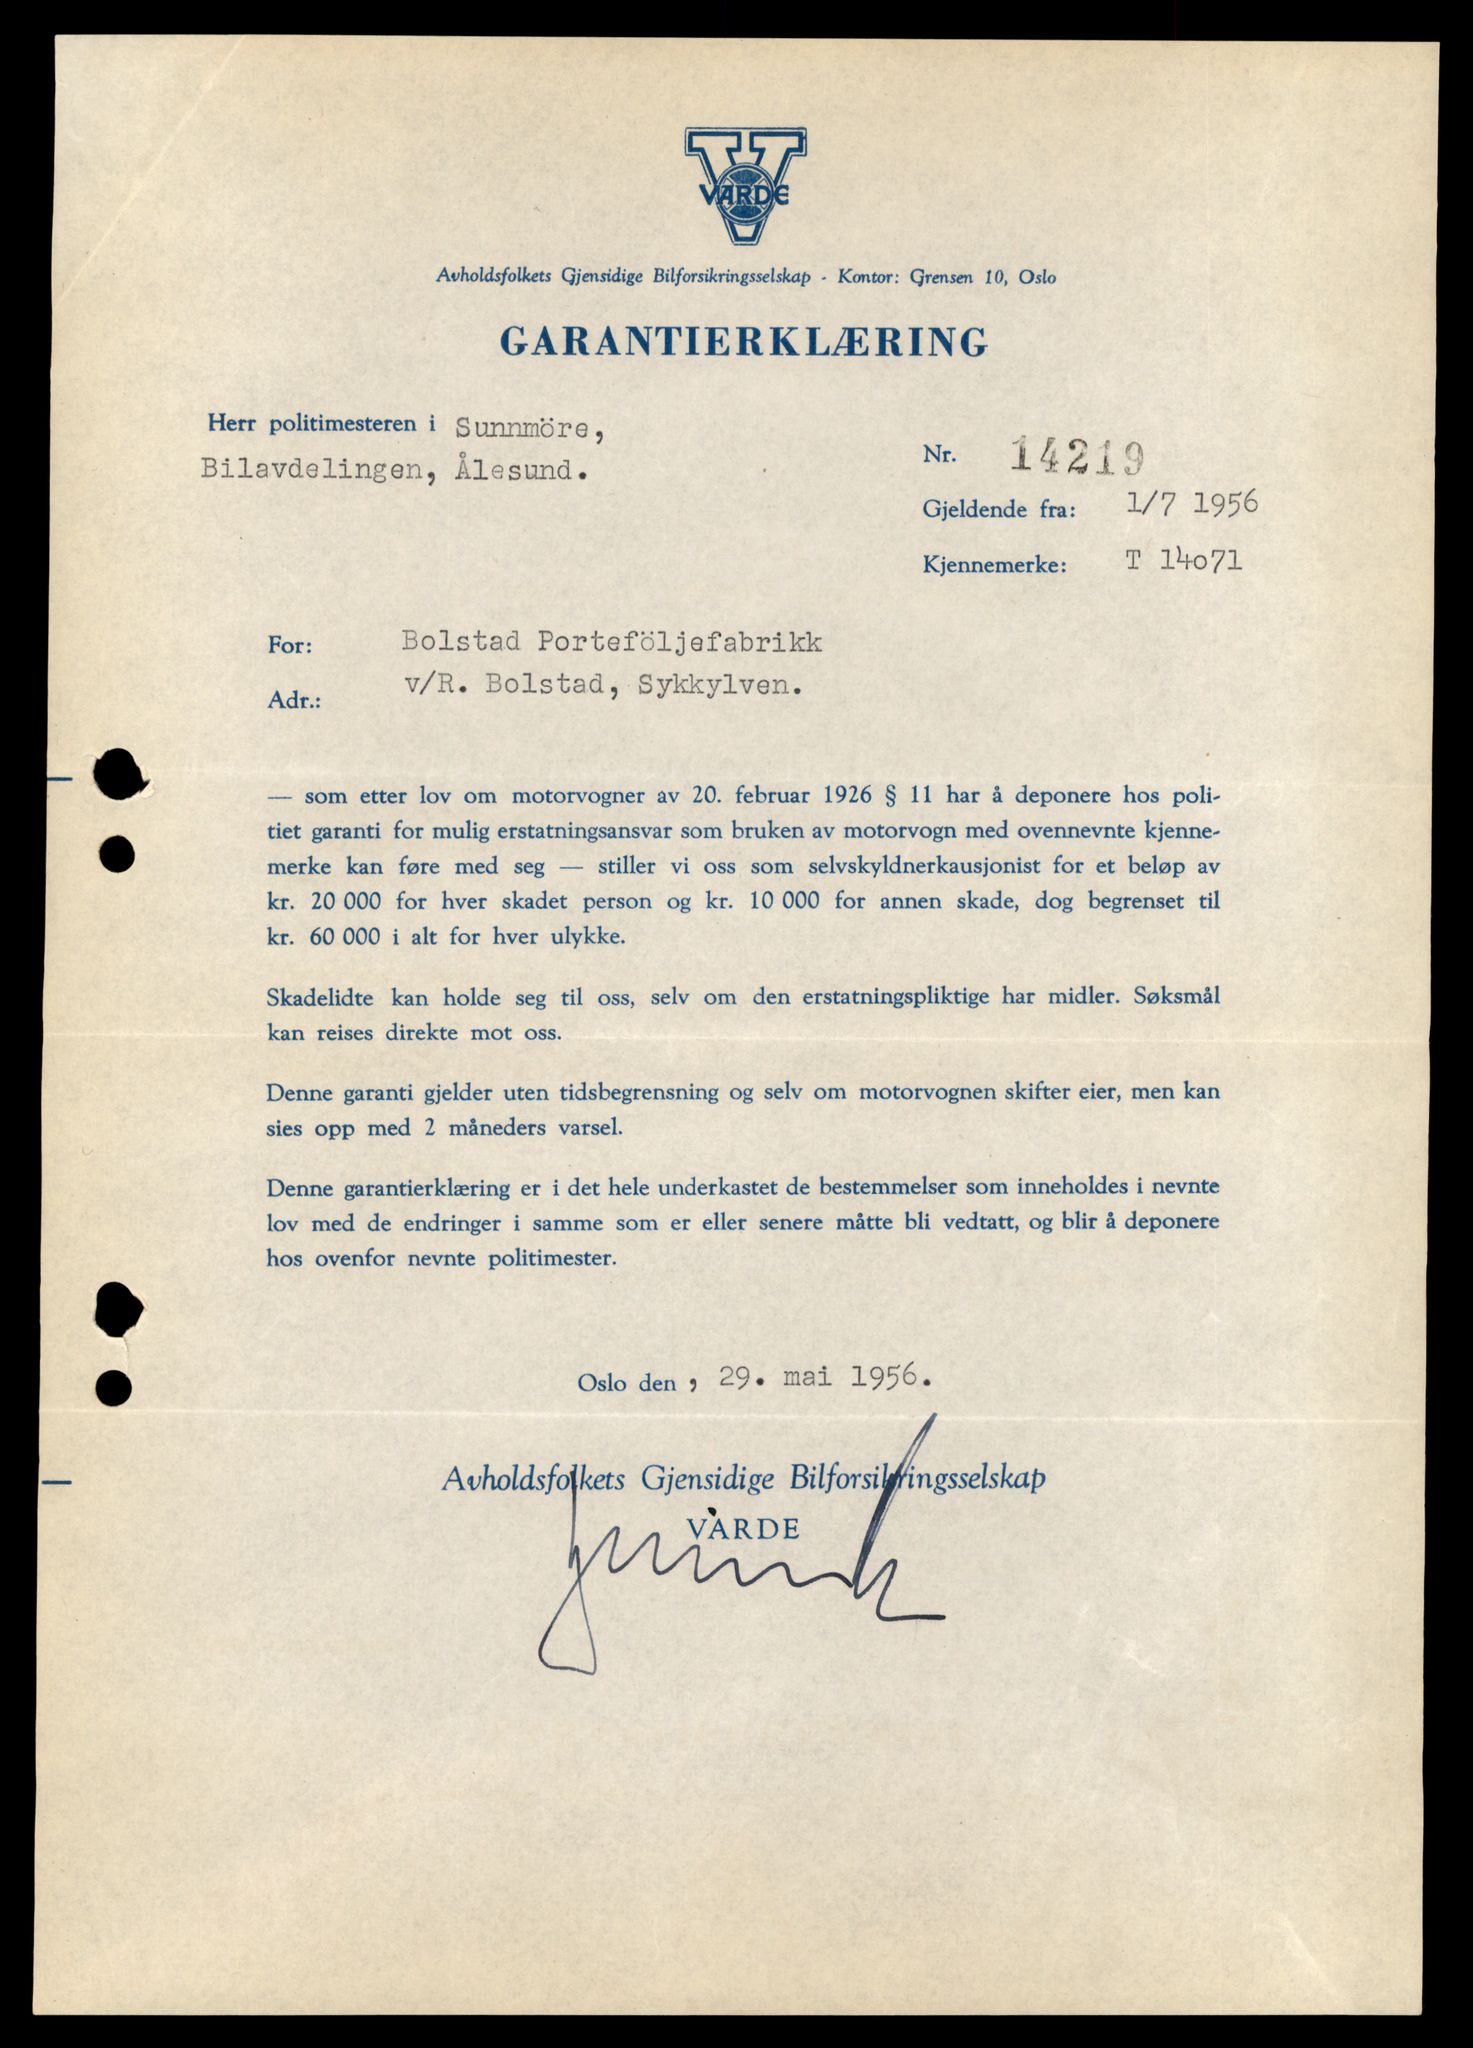 V
VARDE
Avholdsfolkets Gjensidige Bilforsikringsselskap - Kontor: Grensen 10, Oslo
GARANTIERKLÆRING
Herr politimesteren i Sunnmöre,
Bilavdelingen, Ålesund.
Nr. 14219
Gjeldende fra: 1/7 1956
Kjennemerke: T 14071
For: Bolstad Porteföljefabrikk
Adr.: v/R. Bolstad, Sykkylven.
— som etter lov om motorvogner av 20. februar 1926 § 11 har å deponere hos poli-
tiet garanti for mulig erstatningsansvar som bruken av motorvogn med ovennevnte kjenne-
merke kan føre med seg — stiller vi oss som selvskyldnerkausjonist for et beløp av
kr. 20 000 for hver skadet person og kr. 10 000 for annen skade, dog begrenset til
kr. 60 000 i alt for hver ulykke.
Skadelidte kan holde seg til oss, selv om den erstatningspliktige har midler. Søksmål
kan reises direkte mot oss.
Denne garanti gjelder uten tidsbegrensning og selv om motorvognen skifter eier, men kan
sies opp med 2 måneders varsel.
Denne garantierklæring er i det hele underkastet de bestemmelser som inneholdes i nevnte
lov med de endringer i samme som er eller senere måtte bli vedtatt, og blir å deponere
hos ovenfor nevnte politimester.
Oslo den , 29. mai 1956.
Avholdsfolkets Gjensidige Bilforsikringsselskap
VARDE